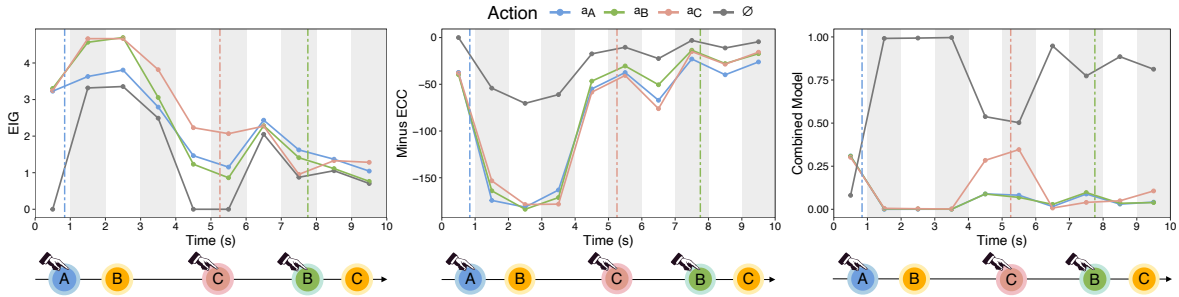 Action aA aB aC ∅
EIG
4
3
2
1
0
0 1 2 3 4 5 6 7 8 9 10
Time (s)
A B C B C
Minus ECC
0
−50
−100
−150
0 1 2 3 4 5 6 7 8 9 10
Time (s)
A B C B C
Combined Model
1.00
0.75
0.50
0.25
0.00
0 1 2 3 4 5 6 7 8 9 10
Time (s)
A B C B C